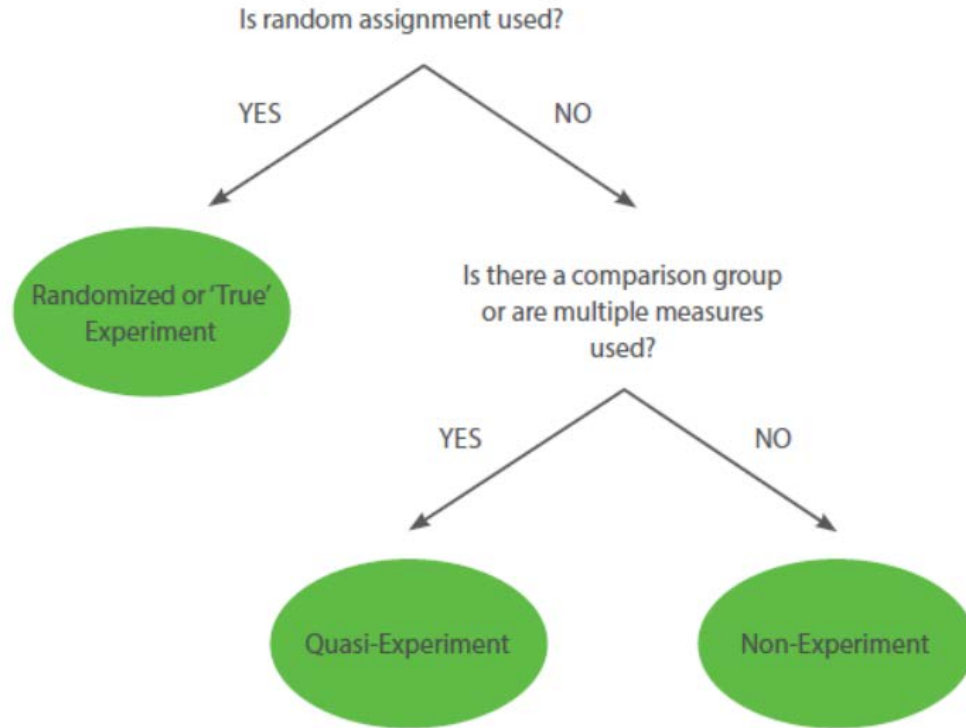 Is random assignment used?
YES
NO
Randomized or ‘True’
Experiment
Is there a comparison group
or are multiple measures
used?
YES
NO
Quasi-Experiment
Non-Experiment